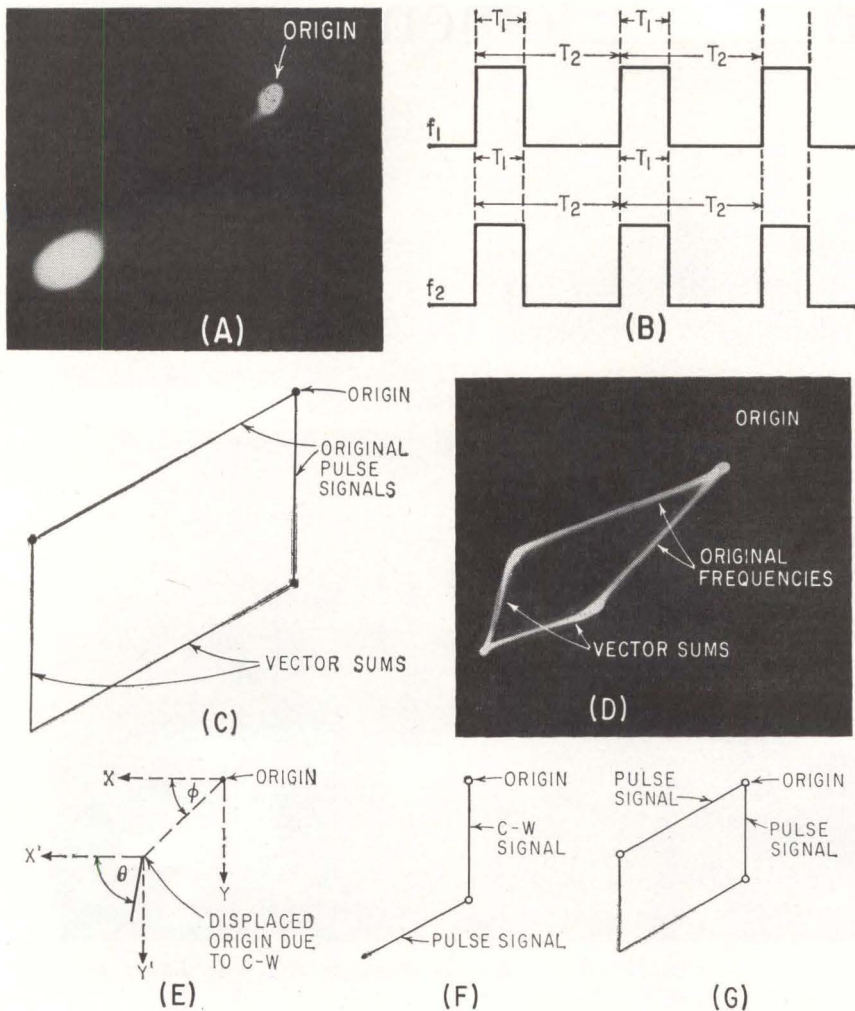 ORIGIN
(A)
T₁ T₁
T₂ T₂
f₁
T₁ T₁
T₂ T₂
f₂
(B)
ORIGIN
ORIGINAL
PULSE
SIGNALS
VECTOR SUMS
(C)
ORIGIN
ORIGINAL
FREQUENCIES
VECTOR SUMS
(D)
X
ϕ
ORIGIN
X'
θ
Y
DISPLACED
ORIGIN DUE
TO C-W
Y'
(E)
ORIGIN
C-W
SIGNAL
PULSE SIGNAL
(F)
PULSE
SIGNAL
ORIGIN
PULSE
SIGNAL
(G)